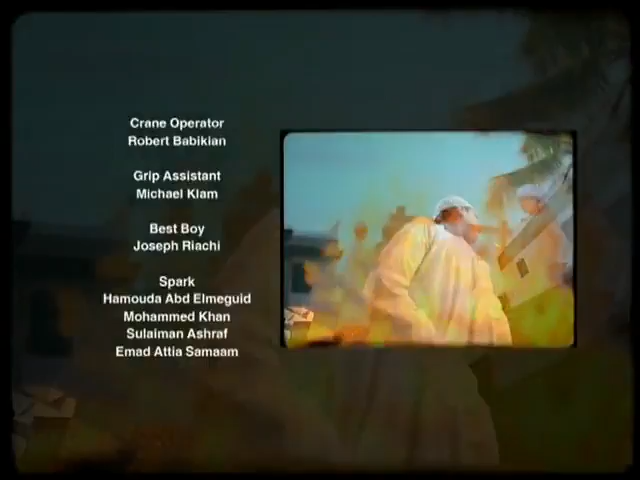 Crane Operator
Robert Babikian
Grip Assistant
Michael Klam
Best Boy
Joseph Riachi
Spark
Hamouda Abd Elmeguid
Mohammed Khan
Sulaiman Ashraf
Emad Attia Samaam